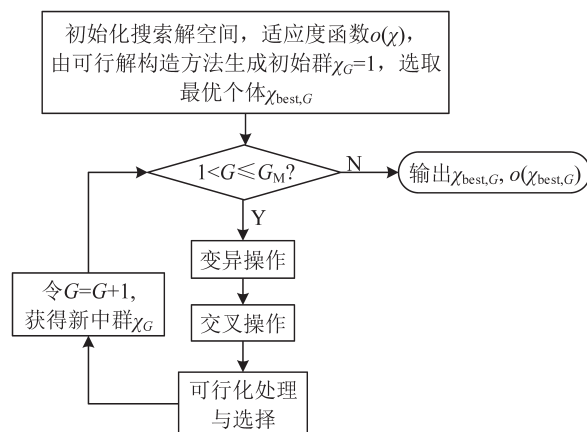 初始化搜索解空间，适应度函数o(χ)，
由可行解构造方法生成初始群χG=1，选取
最优个体χbest,G
1<G≤GM?
N
输出χbest,G, o(χbest,G)
Y
变异操作
令G=G+1,
获得新中群χG
交叉操作
可行化处理
与选择